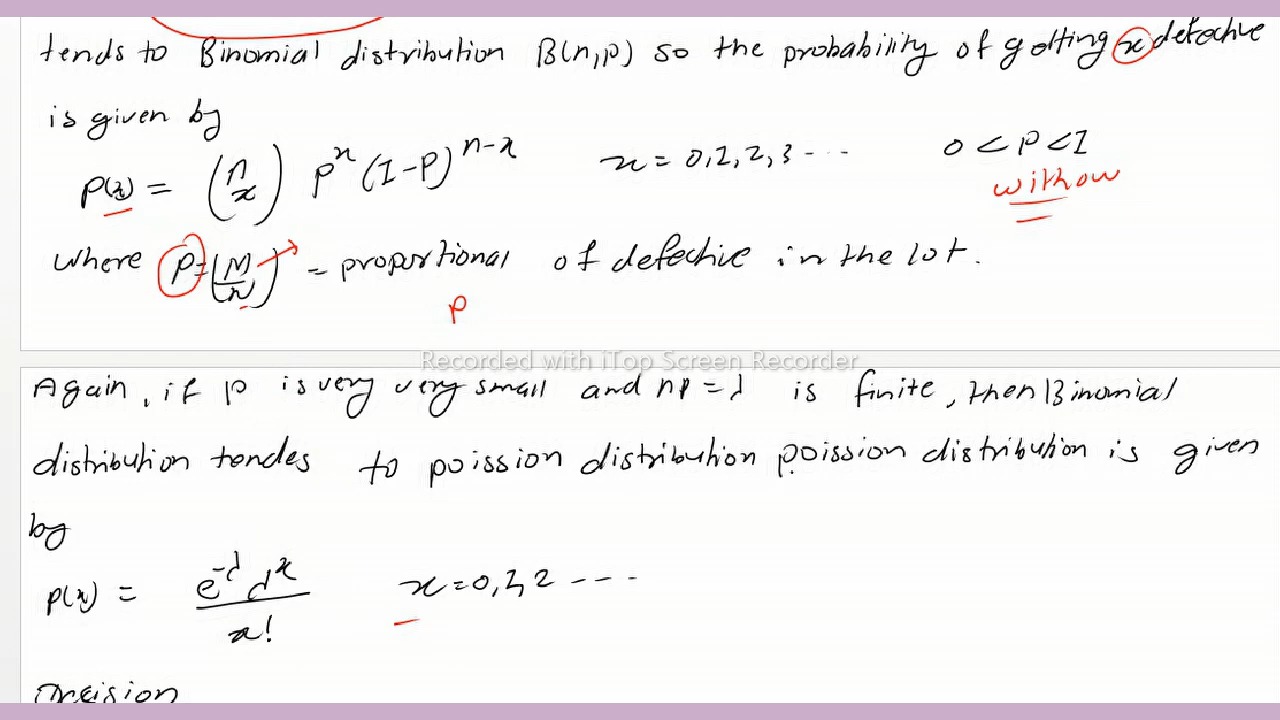 tends to Binomial distribution B(n,p) so the probability of getting x defective
is given by
P(x) = (n x) p^x (1-p)^{n-x} x = 0,1,2,3 --- 0 < p < 1
withou
where p = (M/N) = proportional of defective in the lot.
p
Recorded with iTop Screen Recorder
Again, if p is very very small and np = λ is finite, then Binomial
distribution tendes to poission distribution poission distribution is given
by
p(x) = e^{-λ} λ^x / x! x = 0,1,2 ----
Decision